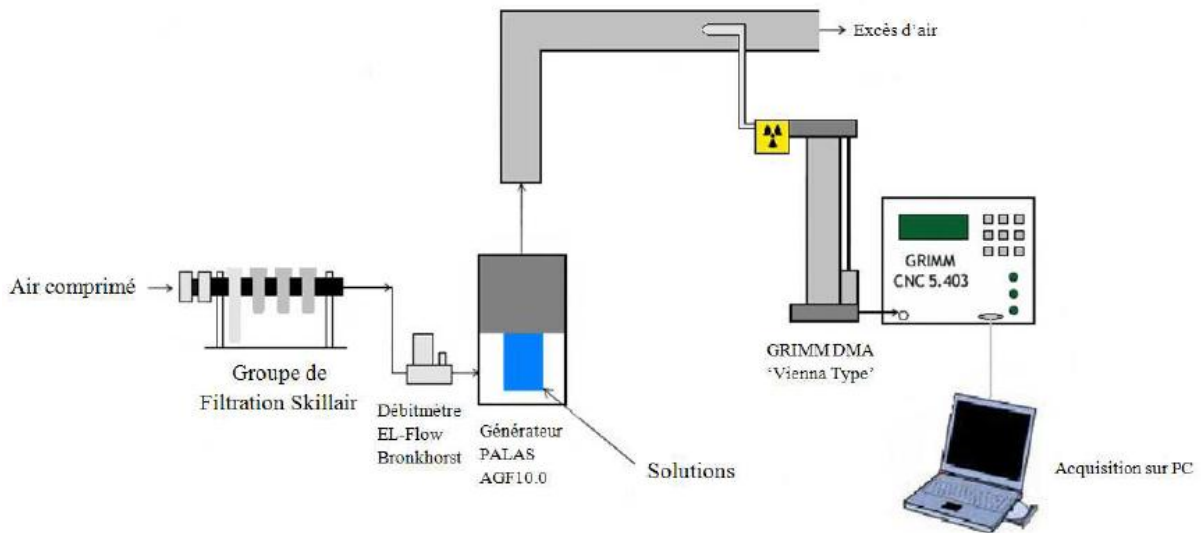 Excès d'air
Air comprimé
Groupe de
Filtration Skillair
Débitmètre
EL-Flow
Bronkhorst
Générateur
PALAS
AGF10.0
Solutions
GRIMM DMA
'Vienna Type'
GRIMM
CNC 5.403
Acquisition sur PC